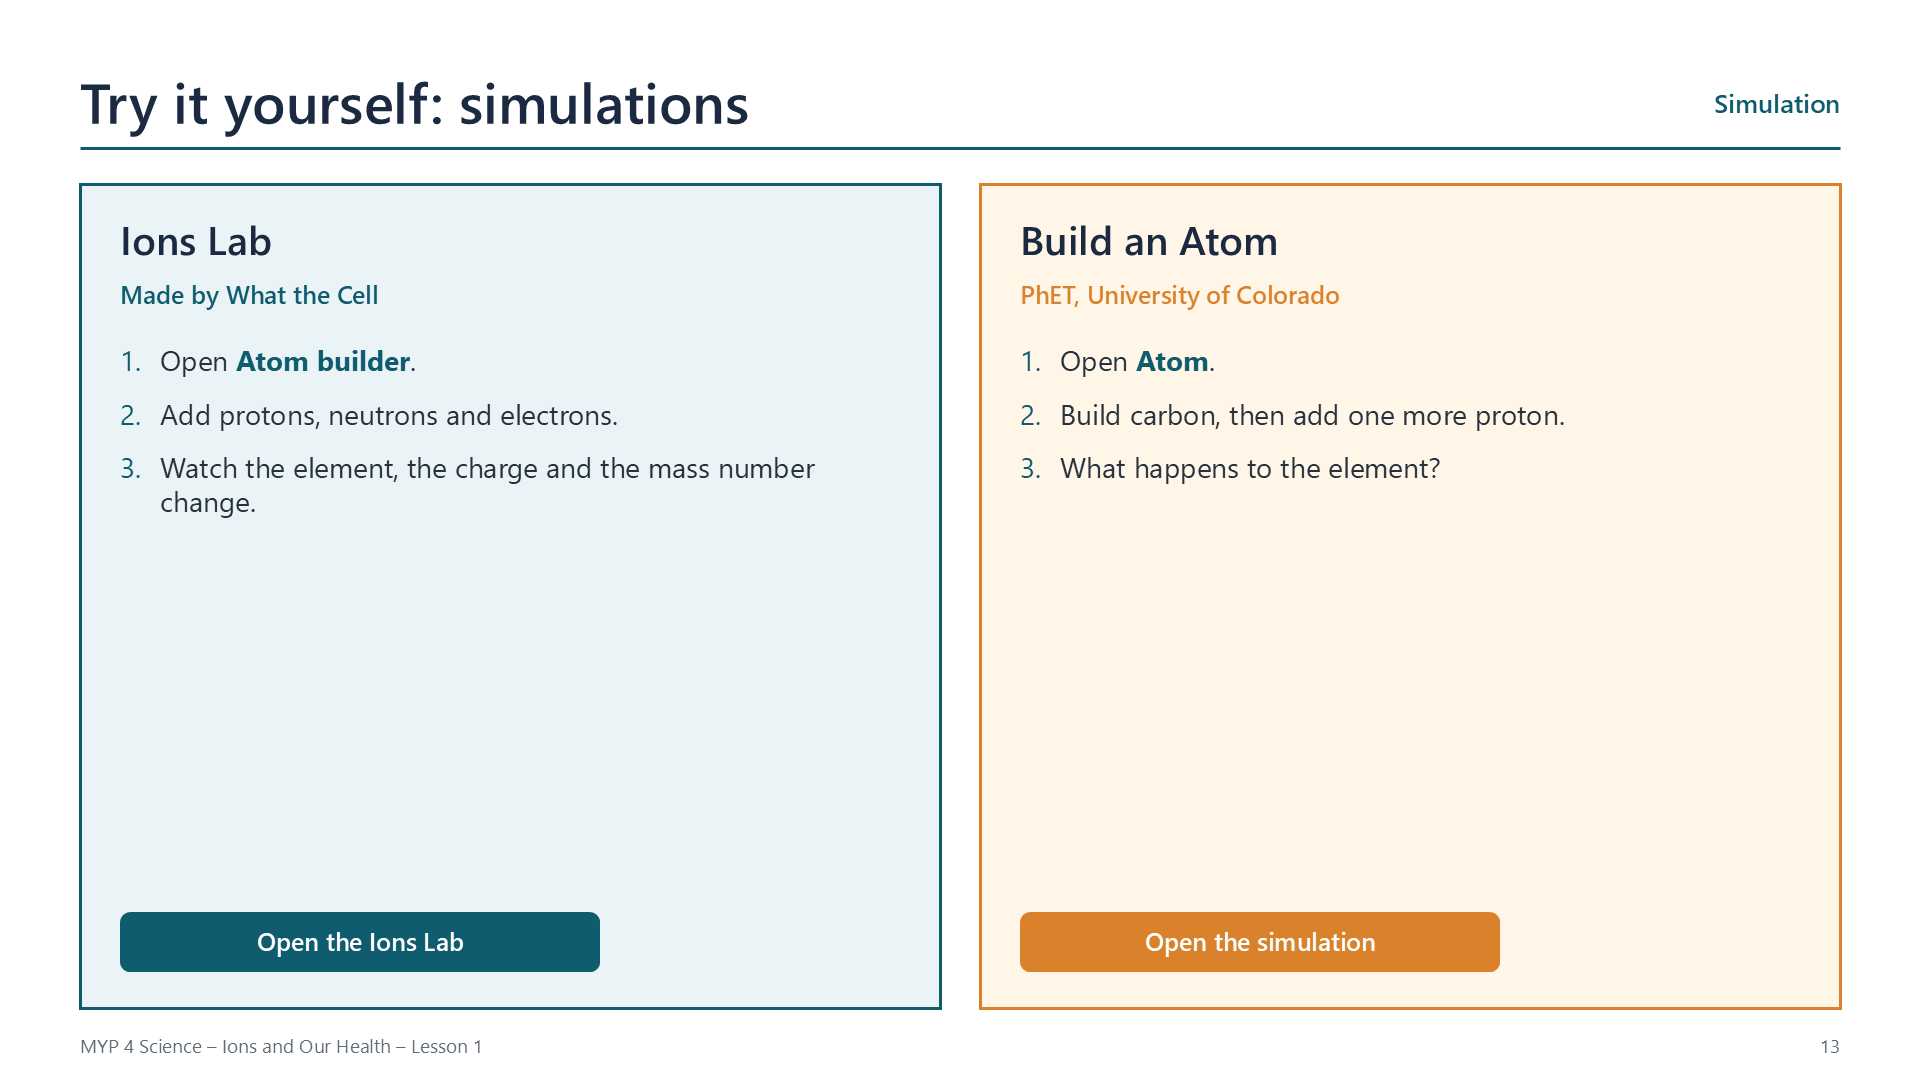 Try it yourself: simulations
Simulation
Ions Lab
Made by What the Cell
1. Open Atom builder.
2. Add protons, neutrons and electrons.
3. Watch the element, the charge and the mass number
change.
Open the Ions Lab
Build an Atom
PhET, University of Colorado
1. Open Atom.
2. Build carbon, then add one more proton.
3. What happens to the element?
Open the simulation
MYP 4 Science – Ions and Our Health – Lesson 1
13